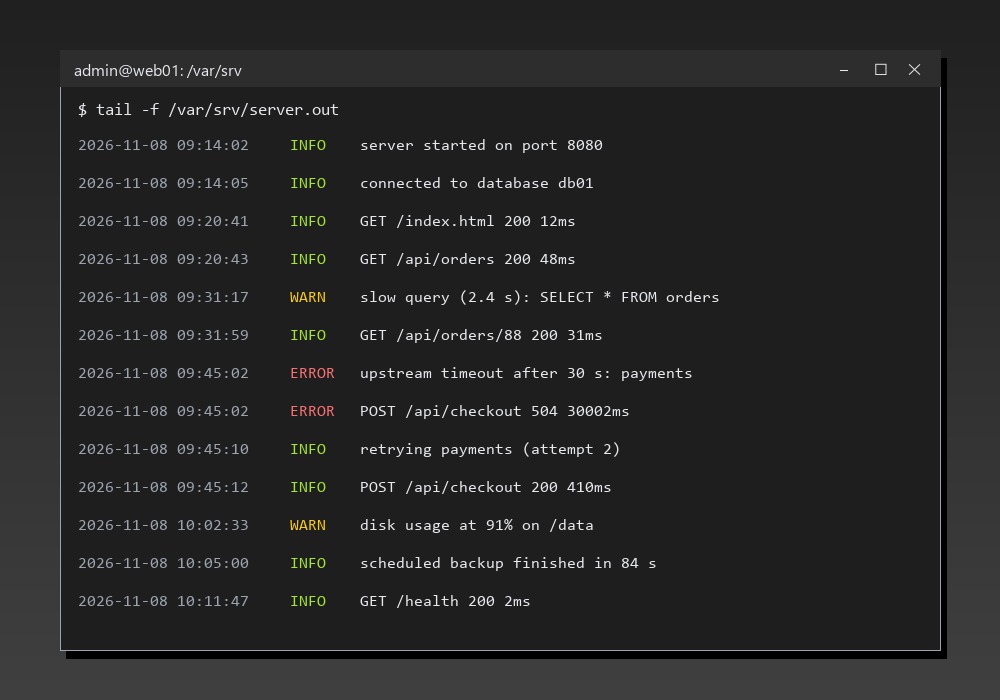 admin@web01: /var/srv
$ tail -f /var/srv/server.out
2026-11-08 09:14:02 INFO server started on port 8080
2026-11-08 09:14:05 INFO connected to database db01
2026-11-08 09:20:41 INFO GET /index.html 200 12ms
2026-11-08 09:20:43 INFO GET /api/orders 200 48ms
2026-11-08 09:31:17 WARN slow query (2.4 s): SELECT * FROM orders
2026-11-08 09:31:59 INFO GET /api/orders/88 200 31ms
2026-11-08 09:45:02 ERROR upstream timeout after 30 s: payments
2026-11-08 09:45:02 ERROR POST /api/checkout 504 30002ms
2026-11-08 09:45:10 INFO retrying payments (attempt 2)
2026-11-08 09:45:12 INFO POST /api/checkout 200 410ms
2026-11-08 10:02:33 WARN disk usage at 91% on /data
2026-11-08 10:05:00 INFO scheduled backup finished in 84 s
2026-11-08 10:11:47 INFO GET /health 200 2ms